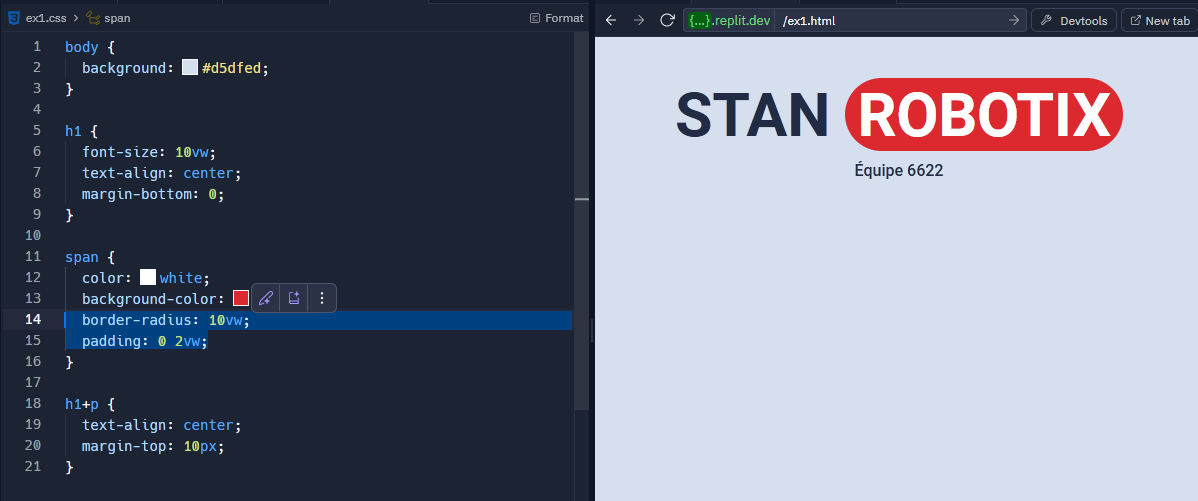 ex1.css > span
Format
1 body {
2 background: #d5dfed;
3 }
4
5 h1 {
6 font-size: 10vw;
7 text-align: center;
8 margin-bottom: 0;
9 }
10
11 span {
12 color: white;
13 background-color:
14 border-radius: 10vw;
15 padding: 0 2vw;
16 }
17
18 h1+p {
19 text-align: center;
20 margin-top: 10px;
21 }
{...}.replit.dev /ex1.html
Devtools
New tab
STAN ROBOTIX
Équipe 6622